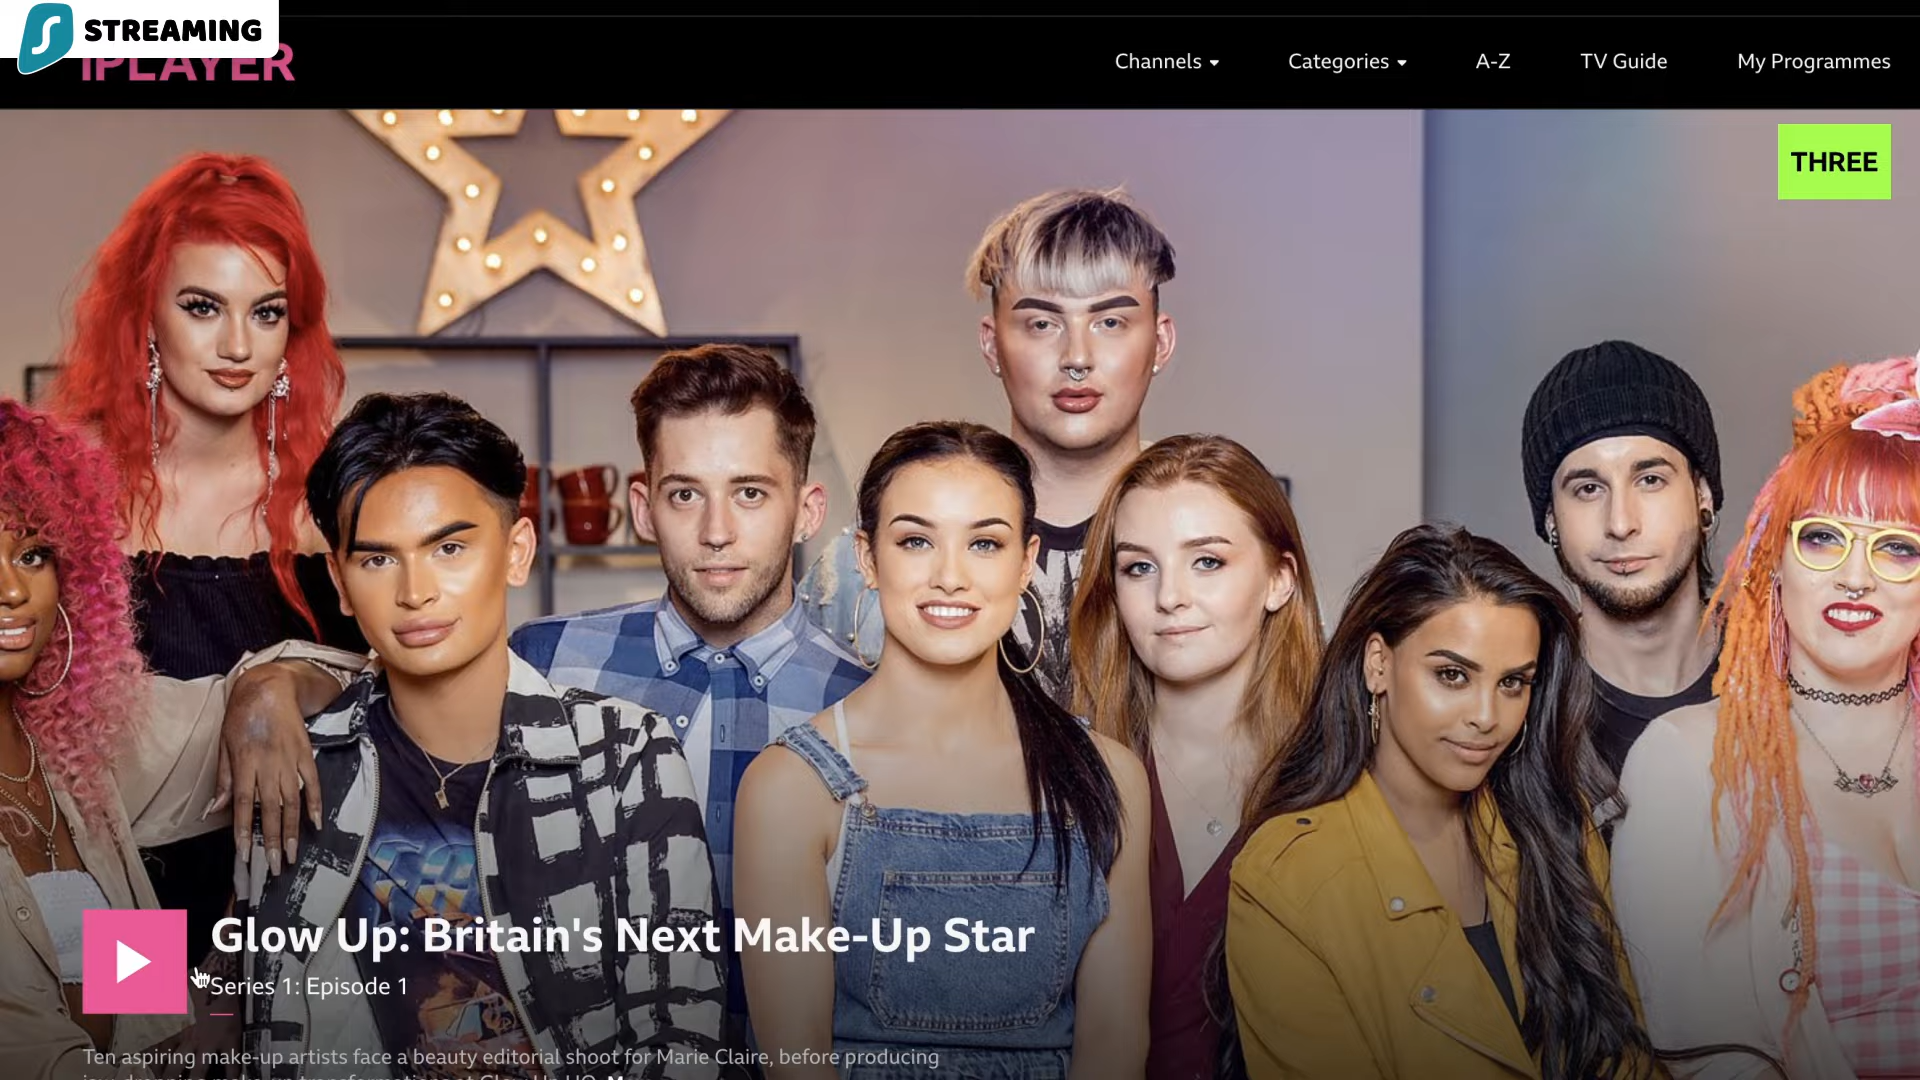 STREAMING
iPLAYER
Channels
Categories
A-Z
TV Guide
My Programmes
THREE
Glow Up: Britain's Next Make-Up Star
Series 1: Episode 1
Ten aspiring make-up artists face a beauty editorial shoot for Marie Claire, before producing